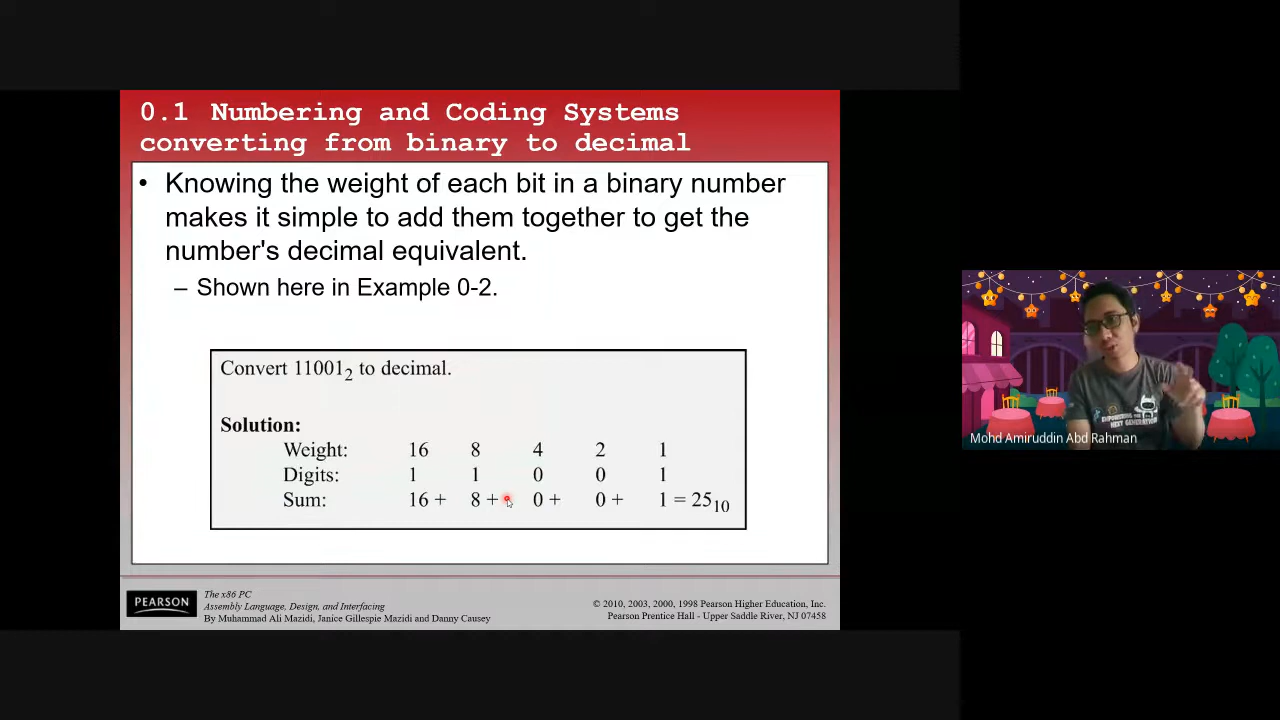 0.1 Numbering and Coding Systems
converting from binary to decimal
• Knowing the weight of each bit in a binary number
makes it simple to add them together to get the
number's decimal equivalent.
– Shown here in Example 0-2.
Convert 11001₂ to decimal.
Solution:
Weight: 16 8 4 2 1
Digits: 1 1 0 0 1
Sum: 16 + 8 + 0 + 0 + 1 = 25₁₀
PEARSON
The x86 PC
Assembly Language, Design, and Interfacing
By Muhammad Ali Mazidi, Janice Gillespie Mazidi and Danny Causey
© 2010, 2003, 2000, 1998 Pearson Higher Education, Inc.
Pearson Prentice Hall - Upper Saddle River, NJ 07458
EMPOWERING THE
NEXT GENERATION
Mohd Amiruddin Abd Rahman